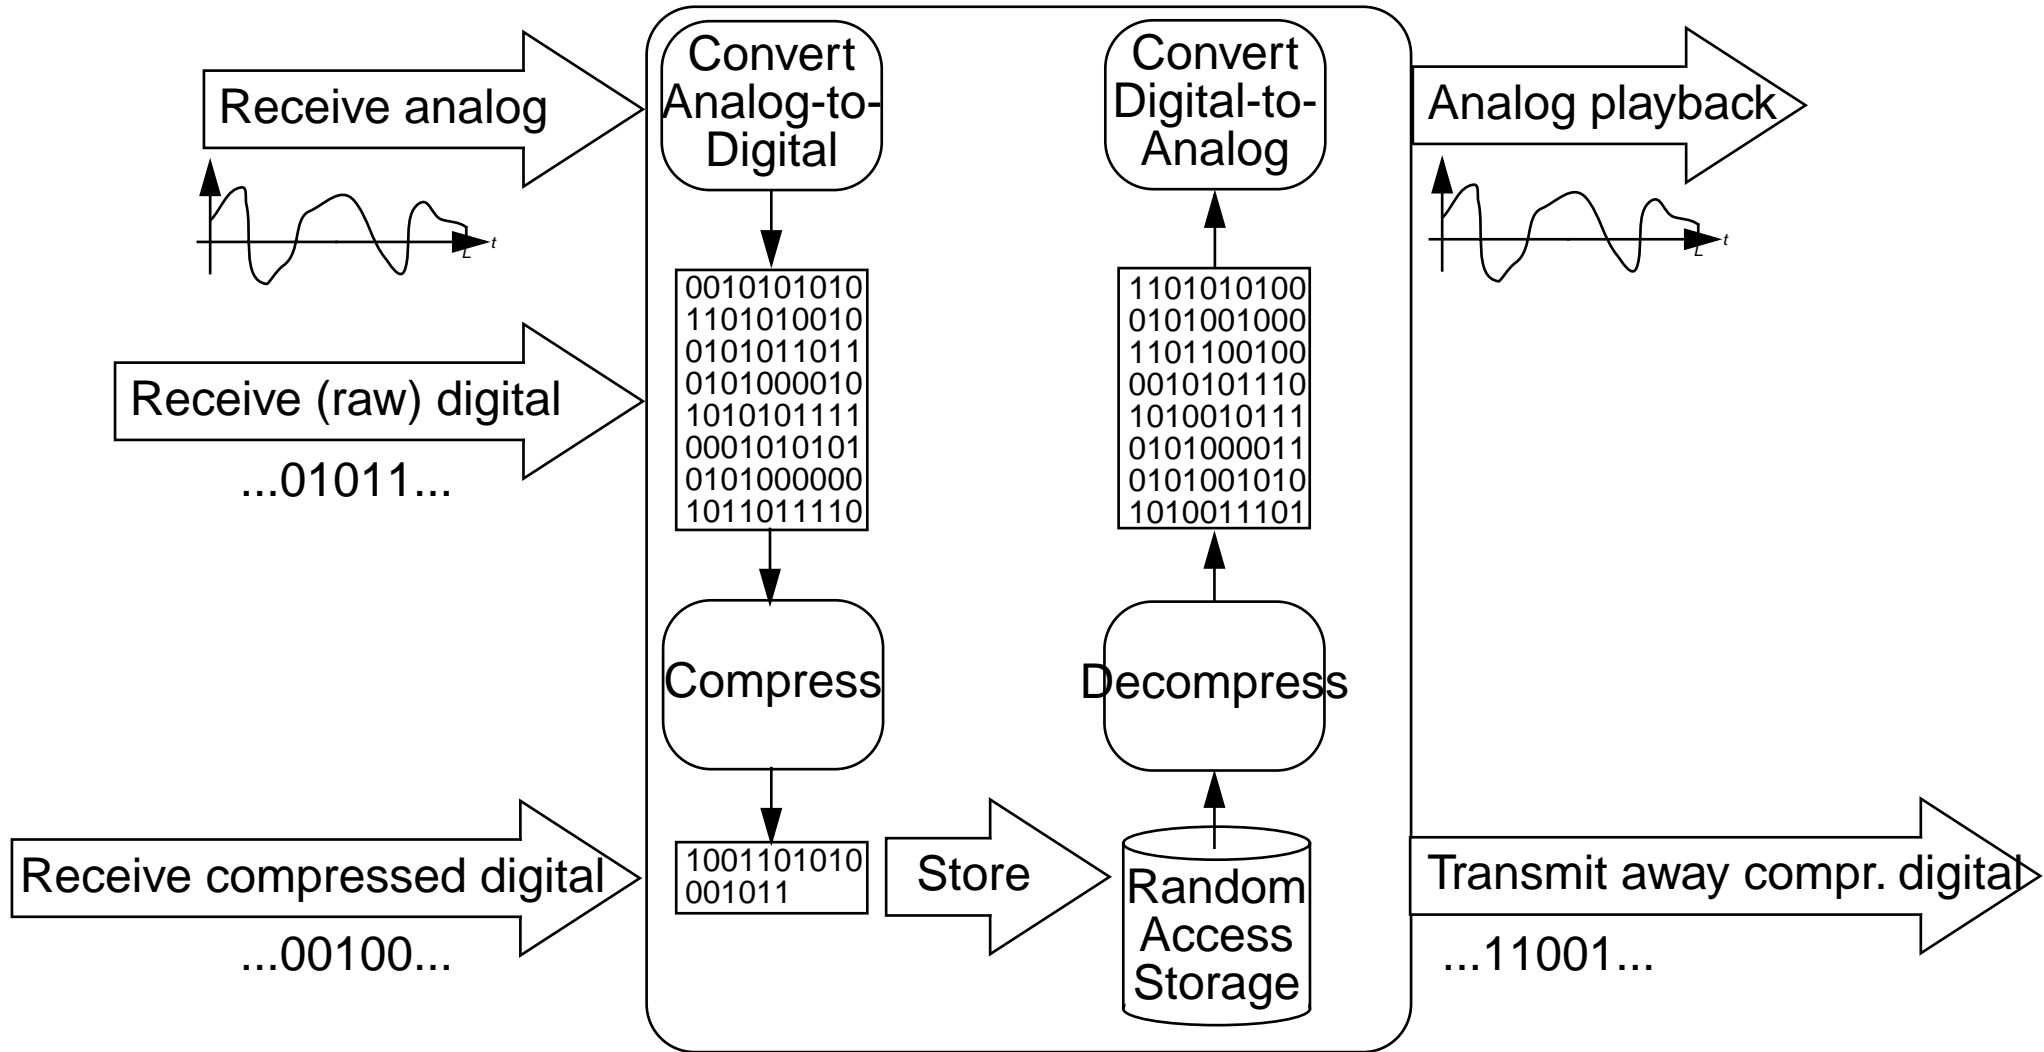 Receive analog
t
L
Receive (raw) digital
...01011...
Receive compressed digital
...00100...
Convert
Analog-to-
Digital
0010101010
1101010010
0101011011
0101000010
1010101111
0001010101
0101000000
1011011110
Compress
1001101010
001011
Store
Convert
Digital-to-
Analog
1101010100
0101001000
1101100100
0010101110
1010010111
0101000011
0101001010
1010011101
Decompress
Random
Access
Storage
Analog playback
t
L
Transmit away compr. digital
...11001...